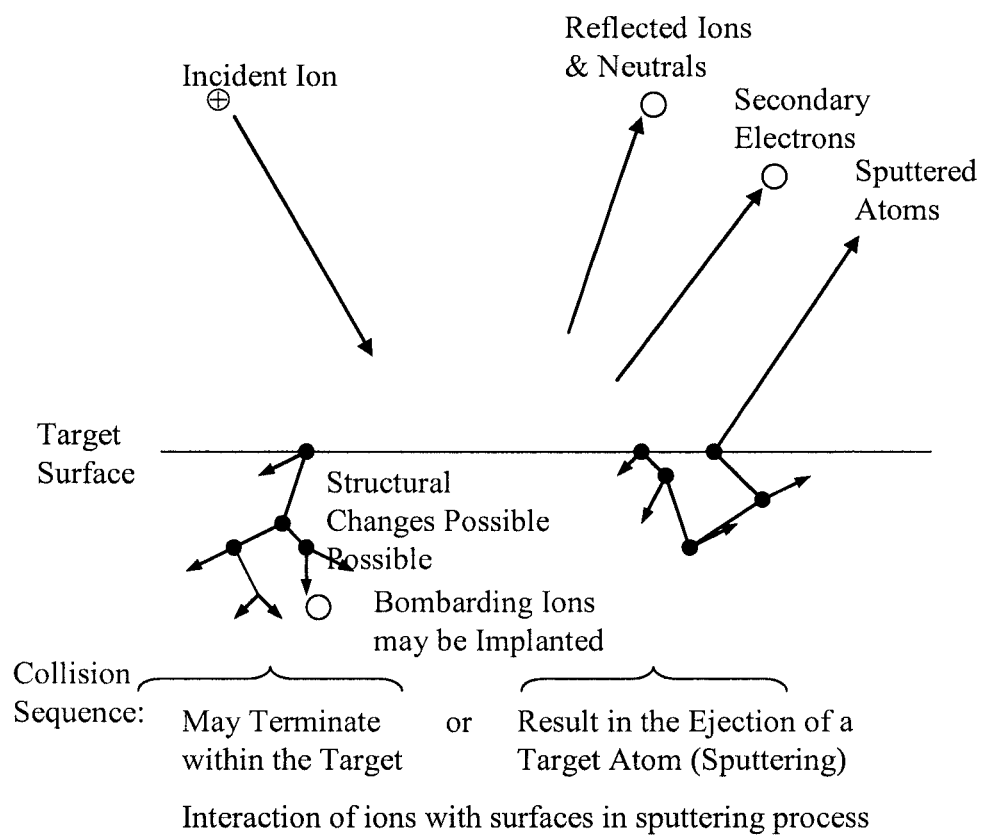 Reflected Ions
& Neutrals
Incident Ion
Secondary
Electrons
Sputtered
Atoms
Target
Surface
Structural
Changes Possible
Possible
Bombarding Ions
may be Implanted
Collision
Sequence:
May Terminate
within the Target
or
Result in the Ejection of a
Target Atom (Sputtering)
Interaction of ions with surfaces in sputtering process